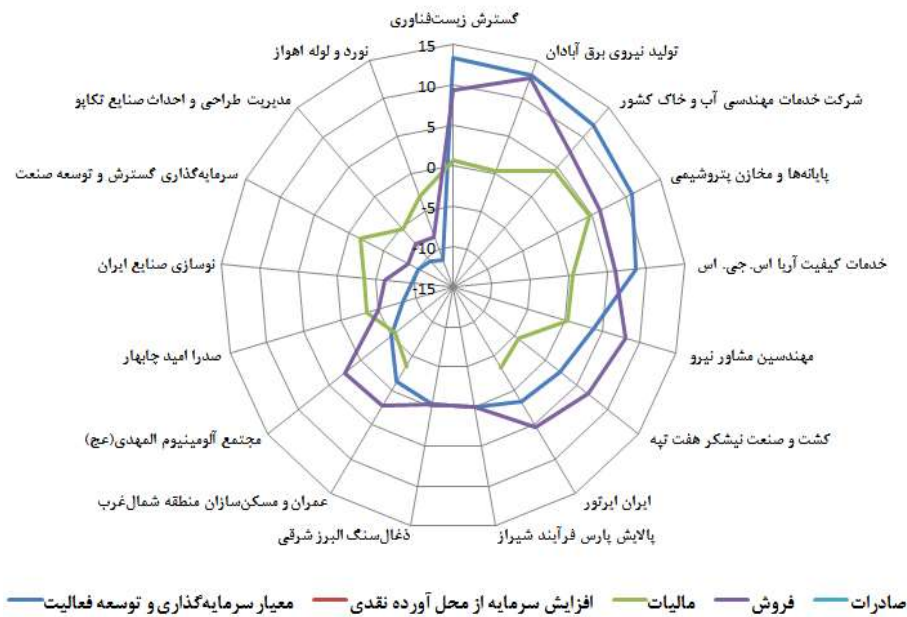 گسترش زیست‌فناوری
تولید نیروی برق آبادان
شرکت خدمات مهندسی آب و خاک کشور
پایانه‌ها و مخازن پتروشیمی
خدمات کیفیت آریا اس. جی. اس
مهندسین مشاور نیرو
کشت و صنعت نیشکر هفت تپه
ایران ایرتور
پالایش پارس فرآیند شیراز
ذغال‌سنگ البرز شرقی
عمران و مسکن‌سازان منطقه شمال‌غرب
مجتمع آلومینیوم المهدی(عج)
صدرا امید چابهار
نوسازی صنایع ایران
سرمایه‌گذاری گسترش و توسعه صنعت
مدیریت طراحی و احداث صنایع تکاپو
نورد و لوله اهواز
15
10
5
0
-5
-10
-15
معیار سرمایه‌گذاری و توسعه فعالیت افزایش سرمایه از محل آورده نقدی مالیات فروش صادرات